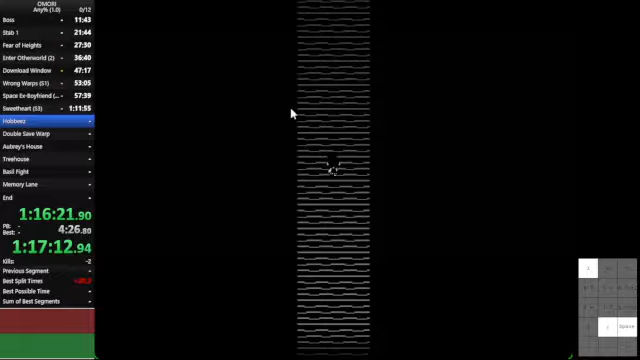 OMORI
Any% (1.0) 0/12
Boss 11:43
Stab 1 21:44
Fear of Heights 27:30
Enter Otherworld (2) 36:40
Download Window - 47:17
Wrong Warps (S1) 53:05
Space Ex-Boyfriend (... 57:39
Sweetheart (S3) 1:11:55
Hobbeez -
Double Save Warp -
Aubrey's House -
Treehouse -
Basil Fight -
Memory Lane -
End -
1:16:21.90
PB: -
Best: - 4:26.80
1:17:12.94
Kills: -2
Previous Segment -
Best Split Times
Best Possible Time -
Sum of Best Segments -
Space